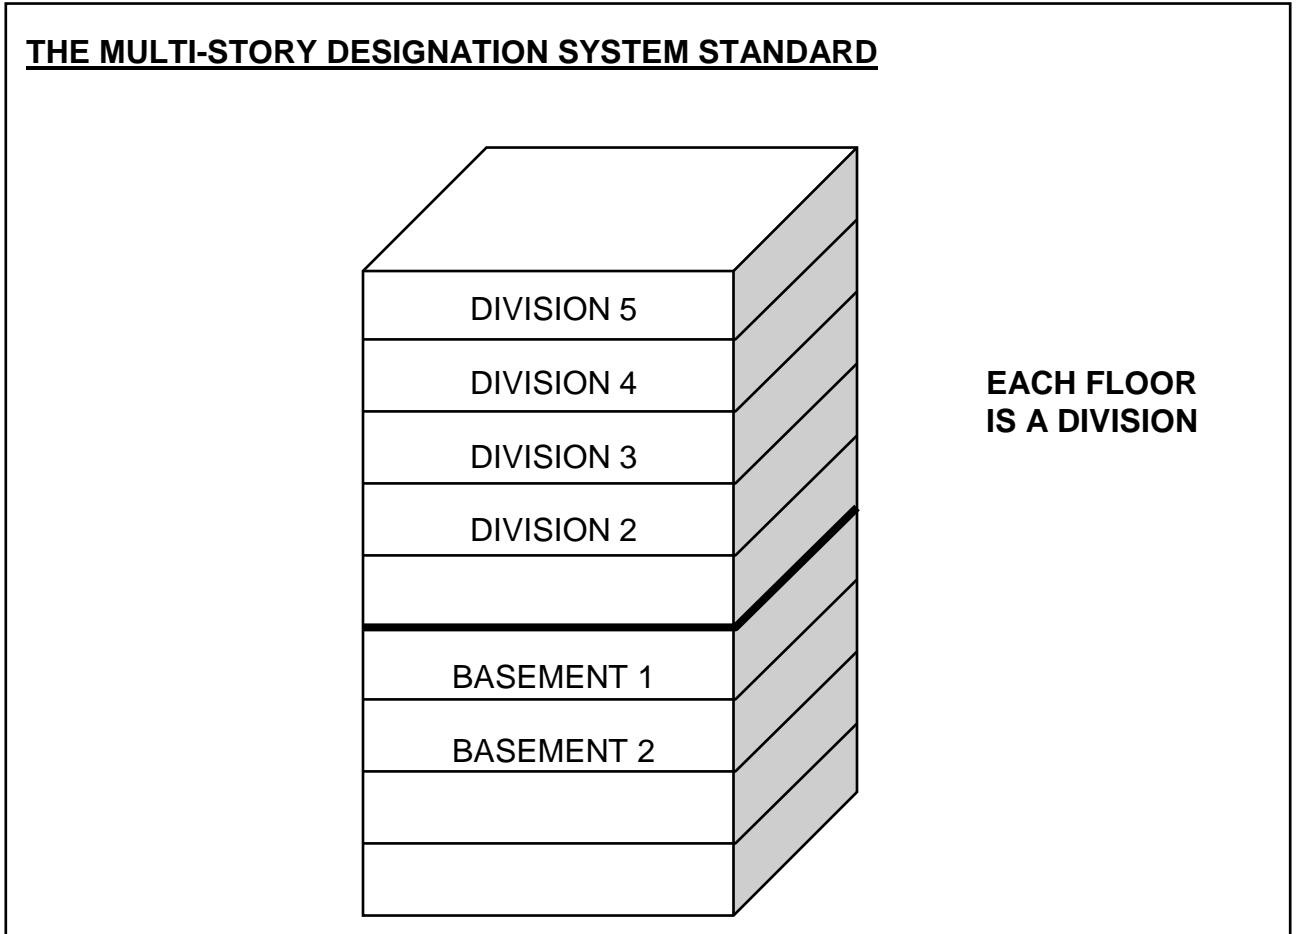 THE MULTI-STORY DESIGNATION SYSTEM STANDARD
DIVISION 5
DIVISION 4
DIVISION 3
DIVISION 2
BASEMENT 1
BASEMENT 2
EACH FLOOR
IS A DIVISION